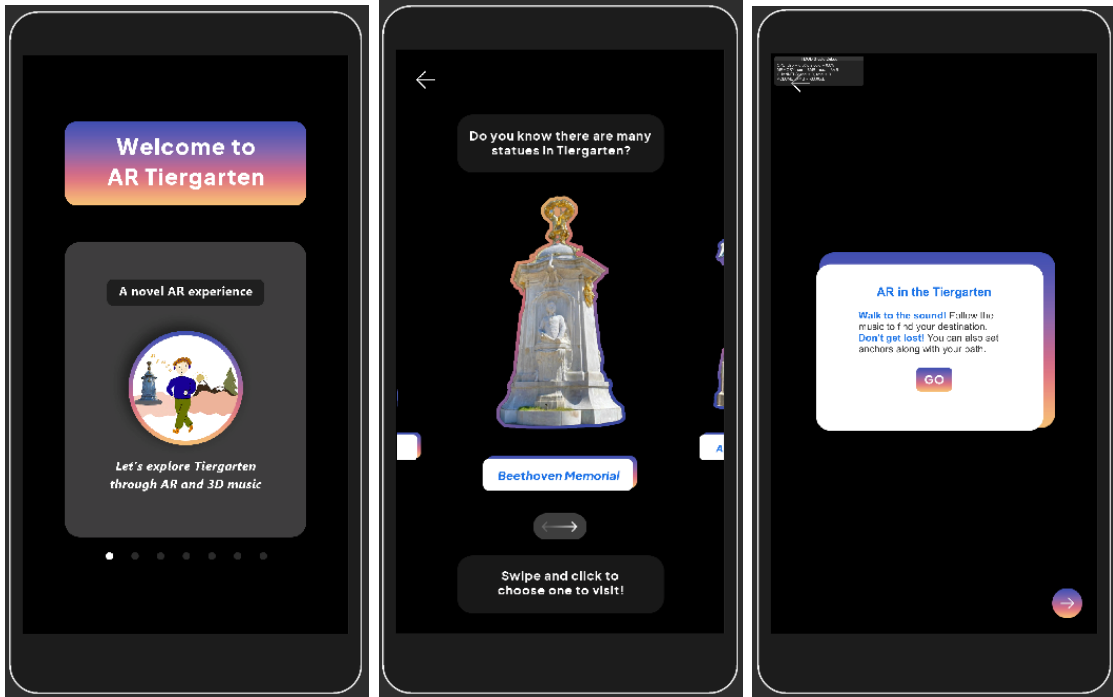 Welcome to
AR Tiergarten
A novel AR experience
Let's explore Tiergarten
through AR and 3D music
Do you know there are many
statues in Tiergarten?
Beethoven Memorial
A
Swipe and click to
choose one to visit!
AR in the Tiergarten
Walk to the sound! Follow the
music to find your destination.
Don't get lost! You can also set
anchors along with your path.
GO